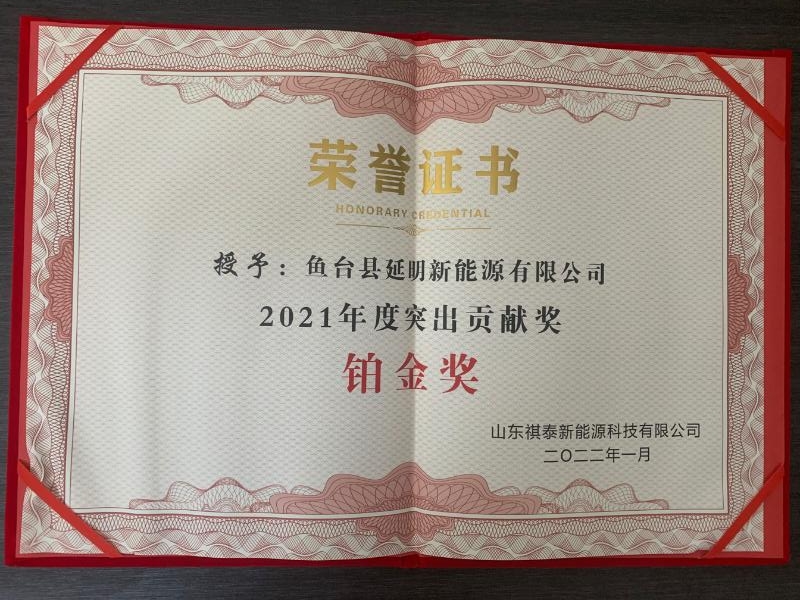 荣誉证书
HONORARY CREDENTIAL
授予：鱼台县延明新能源有限公司
2021年度突出贡献奖
铂金奖
山东祺泰新能源科技有限公司
二〇二二年一月